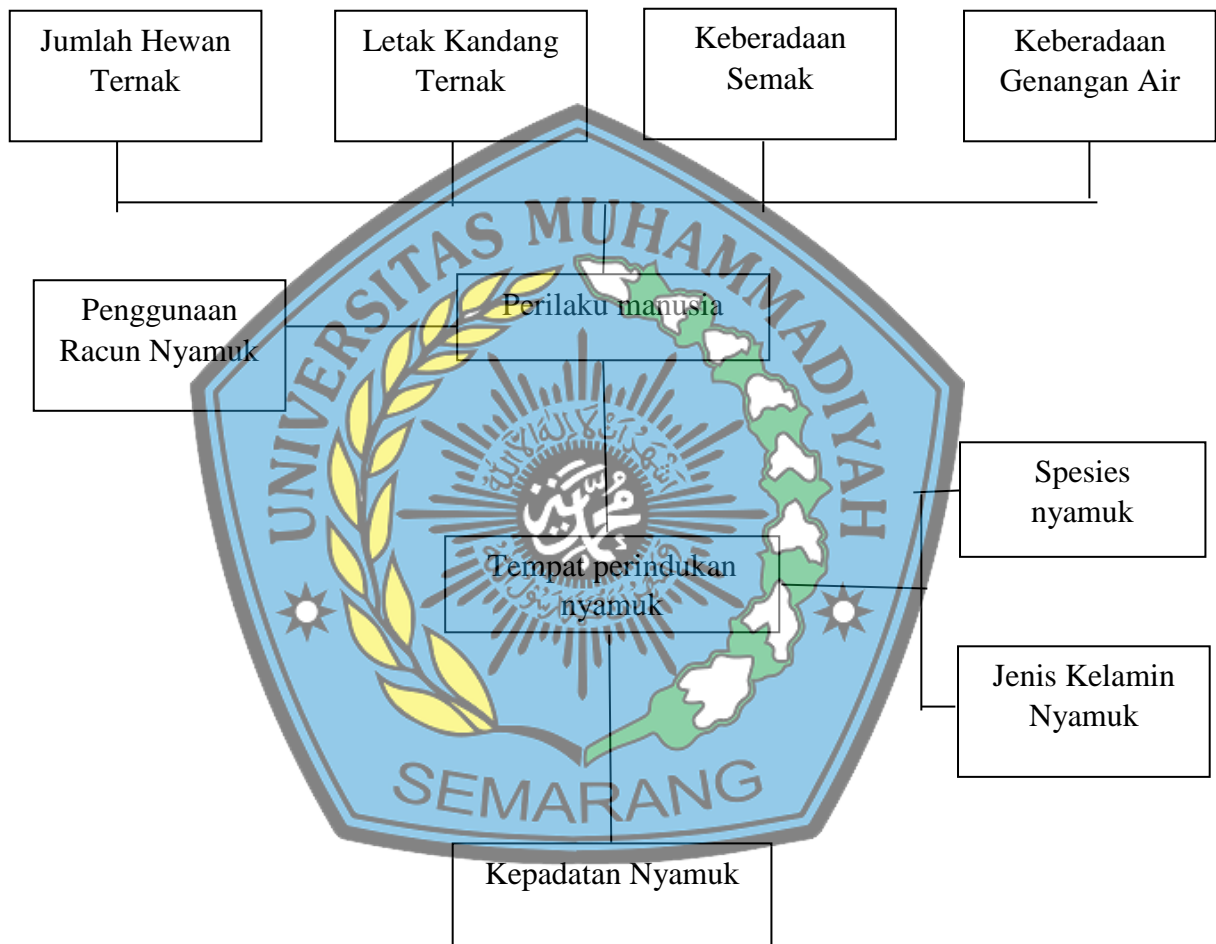 Jumlah Hewan
Ternak
Letak Kandang
Ternak
Keberadaan
Semak
Keberadaan
Genangan Air
UNIVERSITAS MUHAMMADIYAH
Penggunaan
Racun Nyamuk
Perilaku manusia
Spesies
nyamuk
Tempat perindukan
nyamuk
Jenis Kelamin
Nyamuk
SEMARANG
Kepadatan Nyamuk